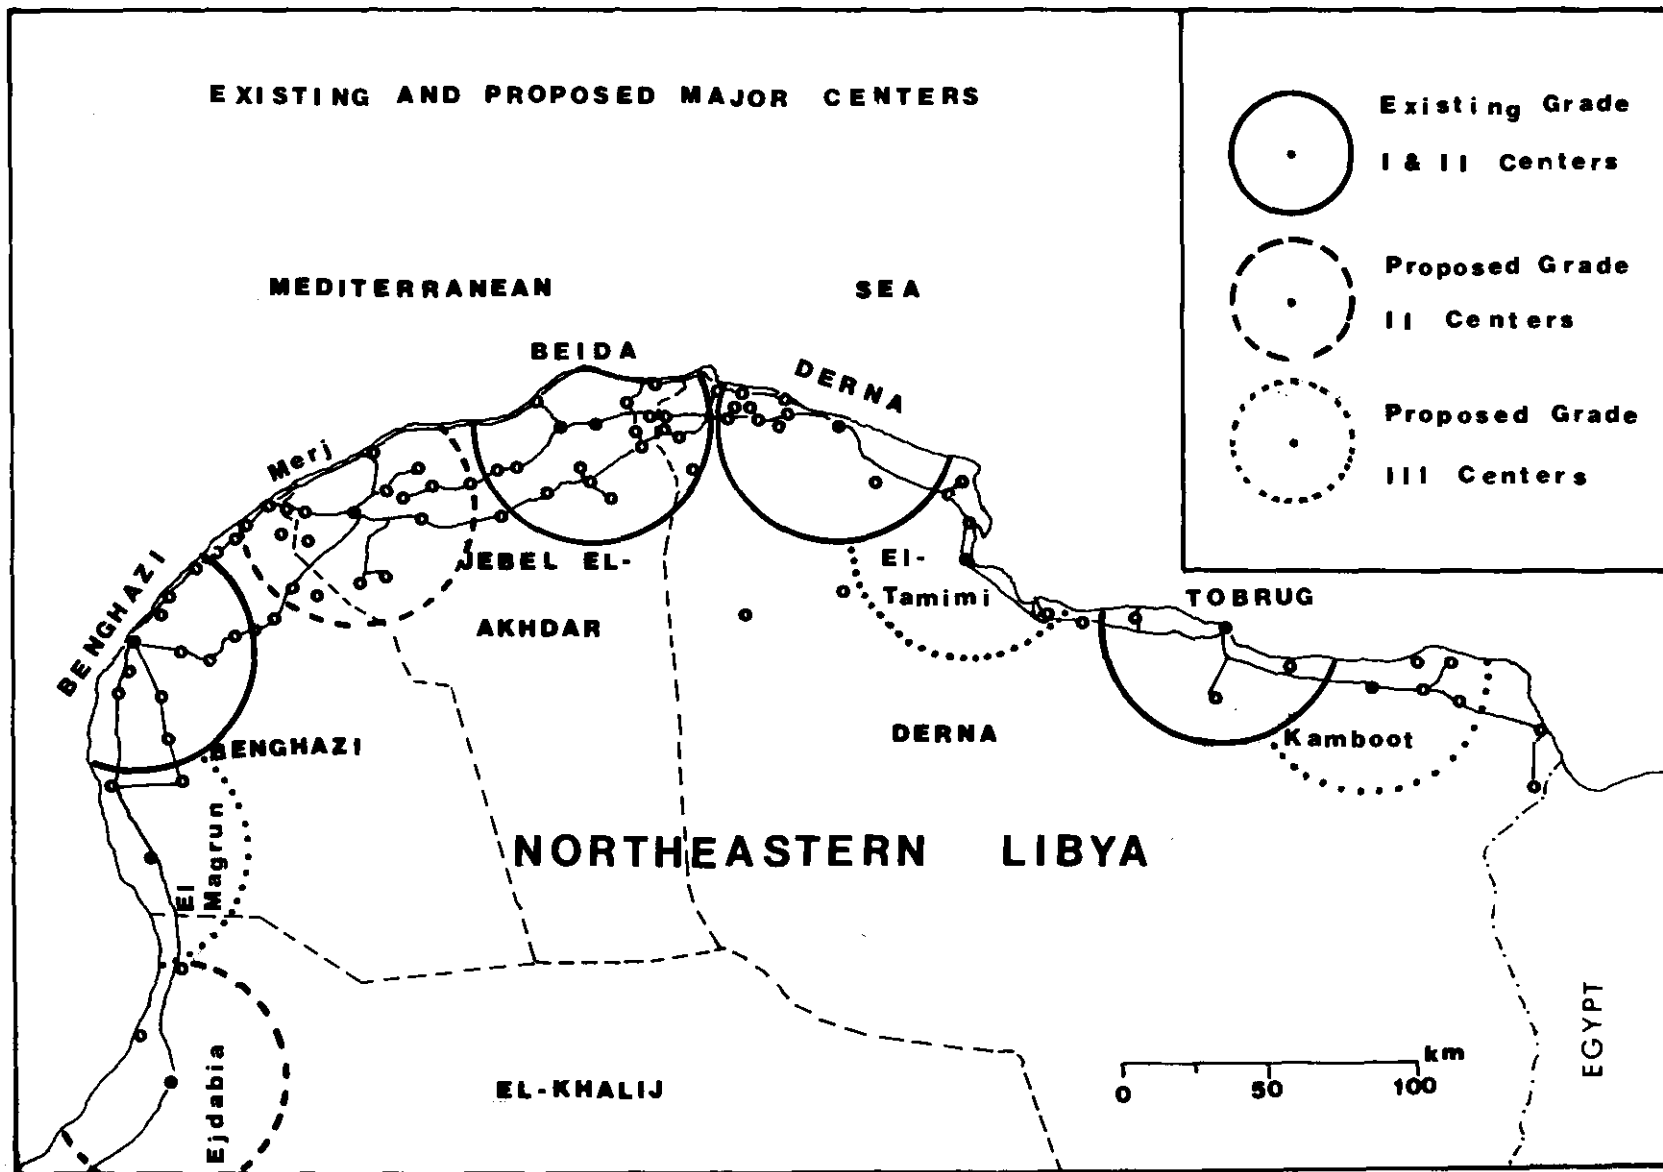 EXISTING AND PROPOSED MAJOR CENTERS
Existing Grade
I & II Centers
Proposed Grade
II Centers
Proposed Grade
III Centers
MEDITERRANEAN SEA
BEIDA
DERNA
Merj
BENGHAZI
JEBEL EL-
AKHDAR
El-
Tamimi
TOBRUG
BENGHAZI
DERNA
Kamboot
El
Magrun
NORTHEASTERN LIBYA
Ejdabia
EL-KHALIJ
km
0 50 100
EGYPT